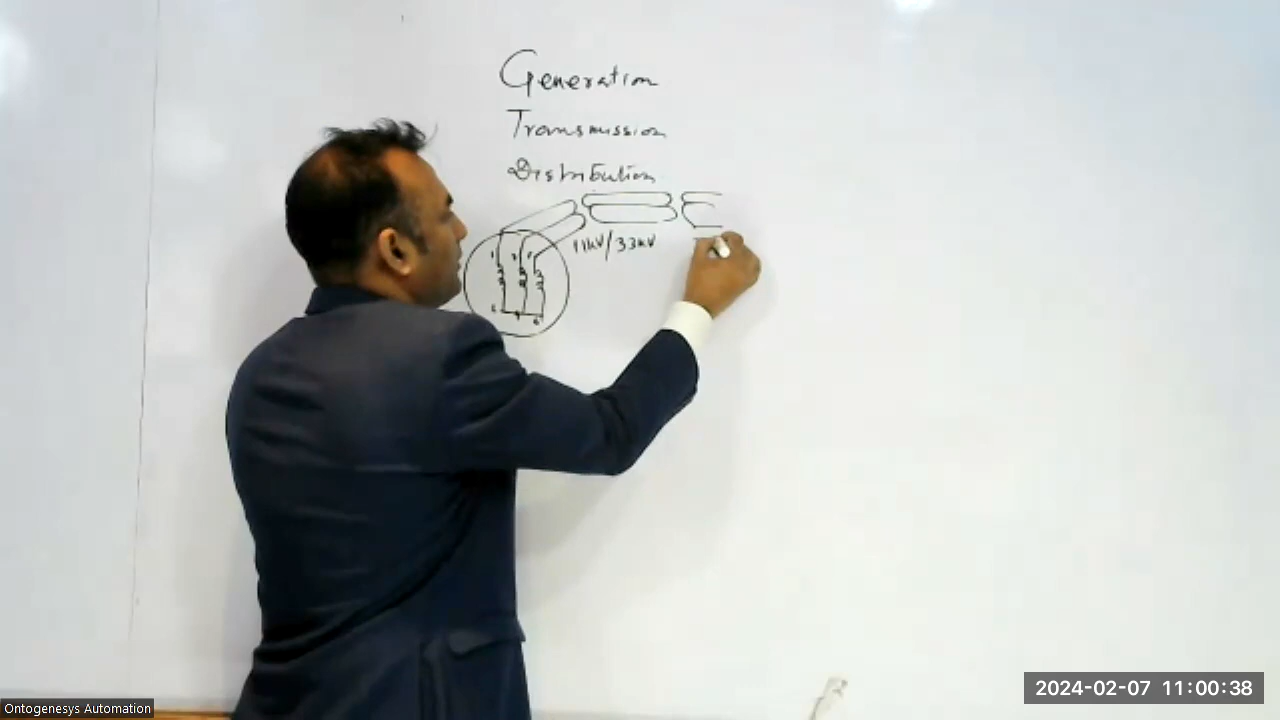 Generation
Transmission
Distribution
11kV/33kV
Ontogenesys Automation
2024-02-07 11:00:38